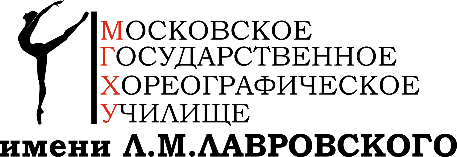 МОСКОВСКОЕ
ГОСУДАРСТВЕННОЕ
ХОРЕОГРАФИЧЕСКОЕ
УЧИЛИЩЕ
имени Л.М.ЛАВРОВСКОГО